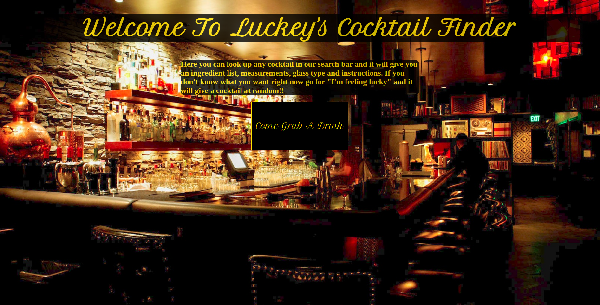 Welcome To Luckey's Cocktail Finder
Here you can look up any cocktail in our search bar and it will give you
an ingredient list, measurements, glass type and instructions. If you
don't know what you want right now go for "I'm feeling lucky" and it
will give a cocktail at random!!
Come Grab A Drink
EXIT